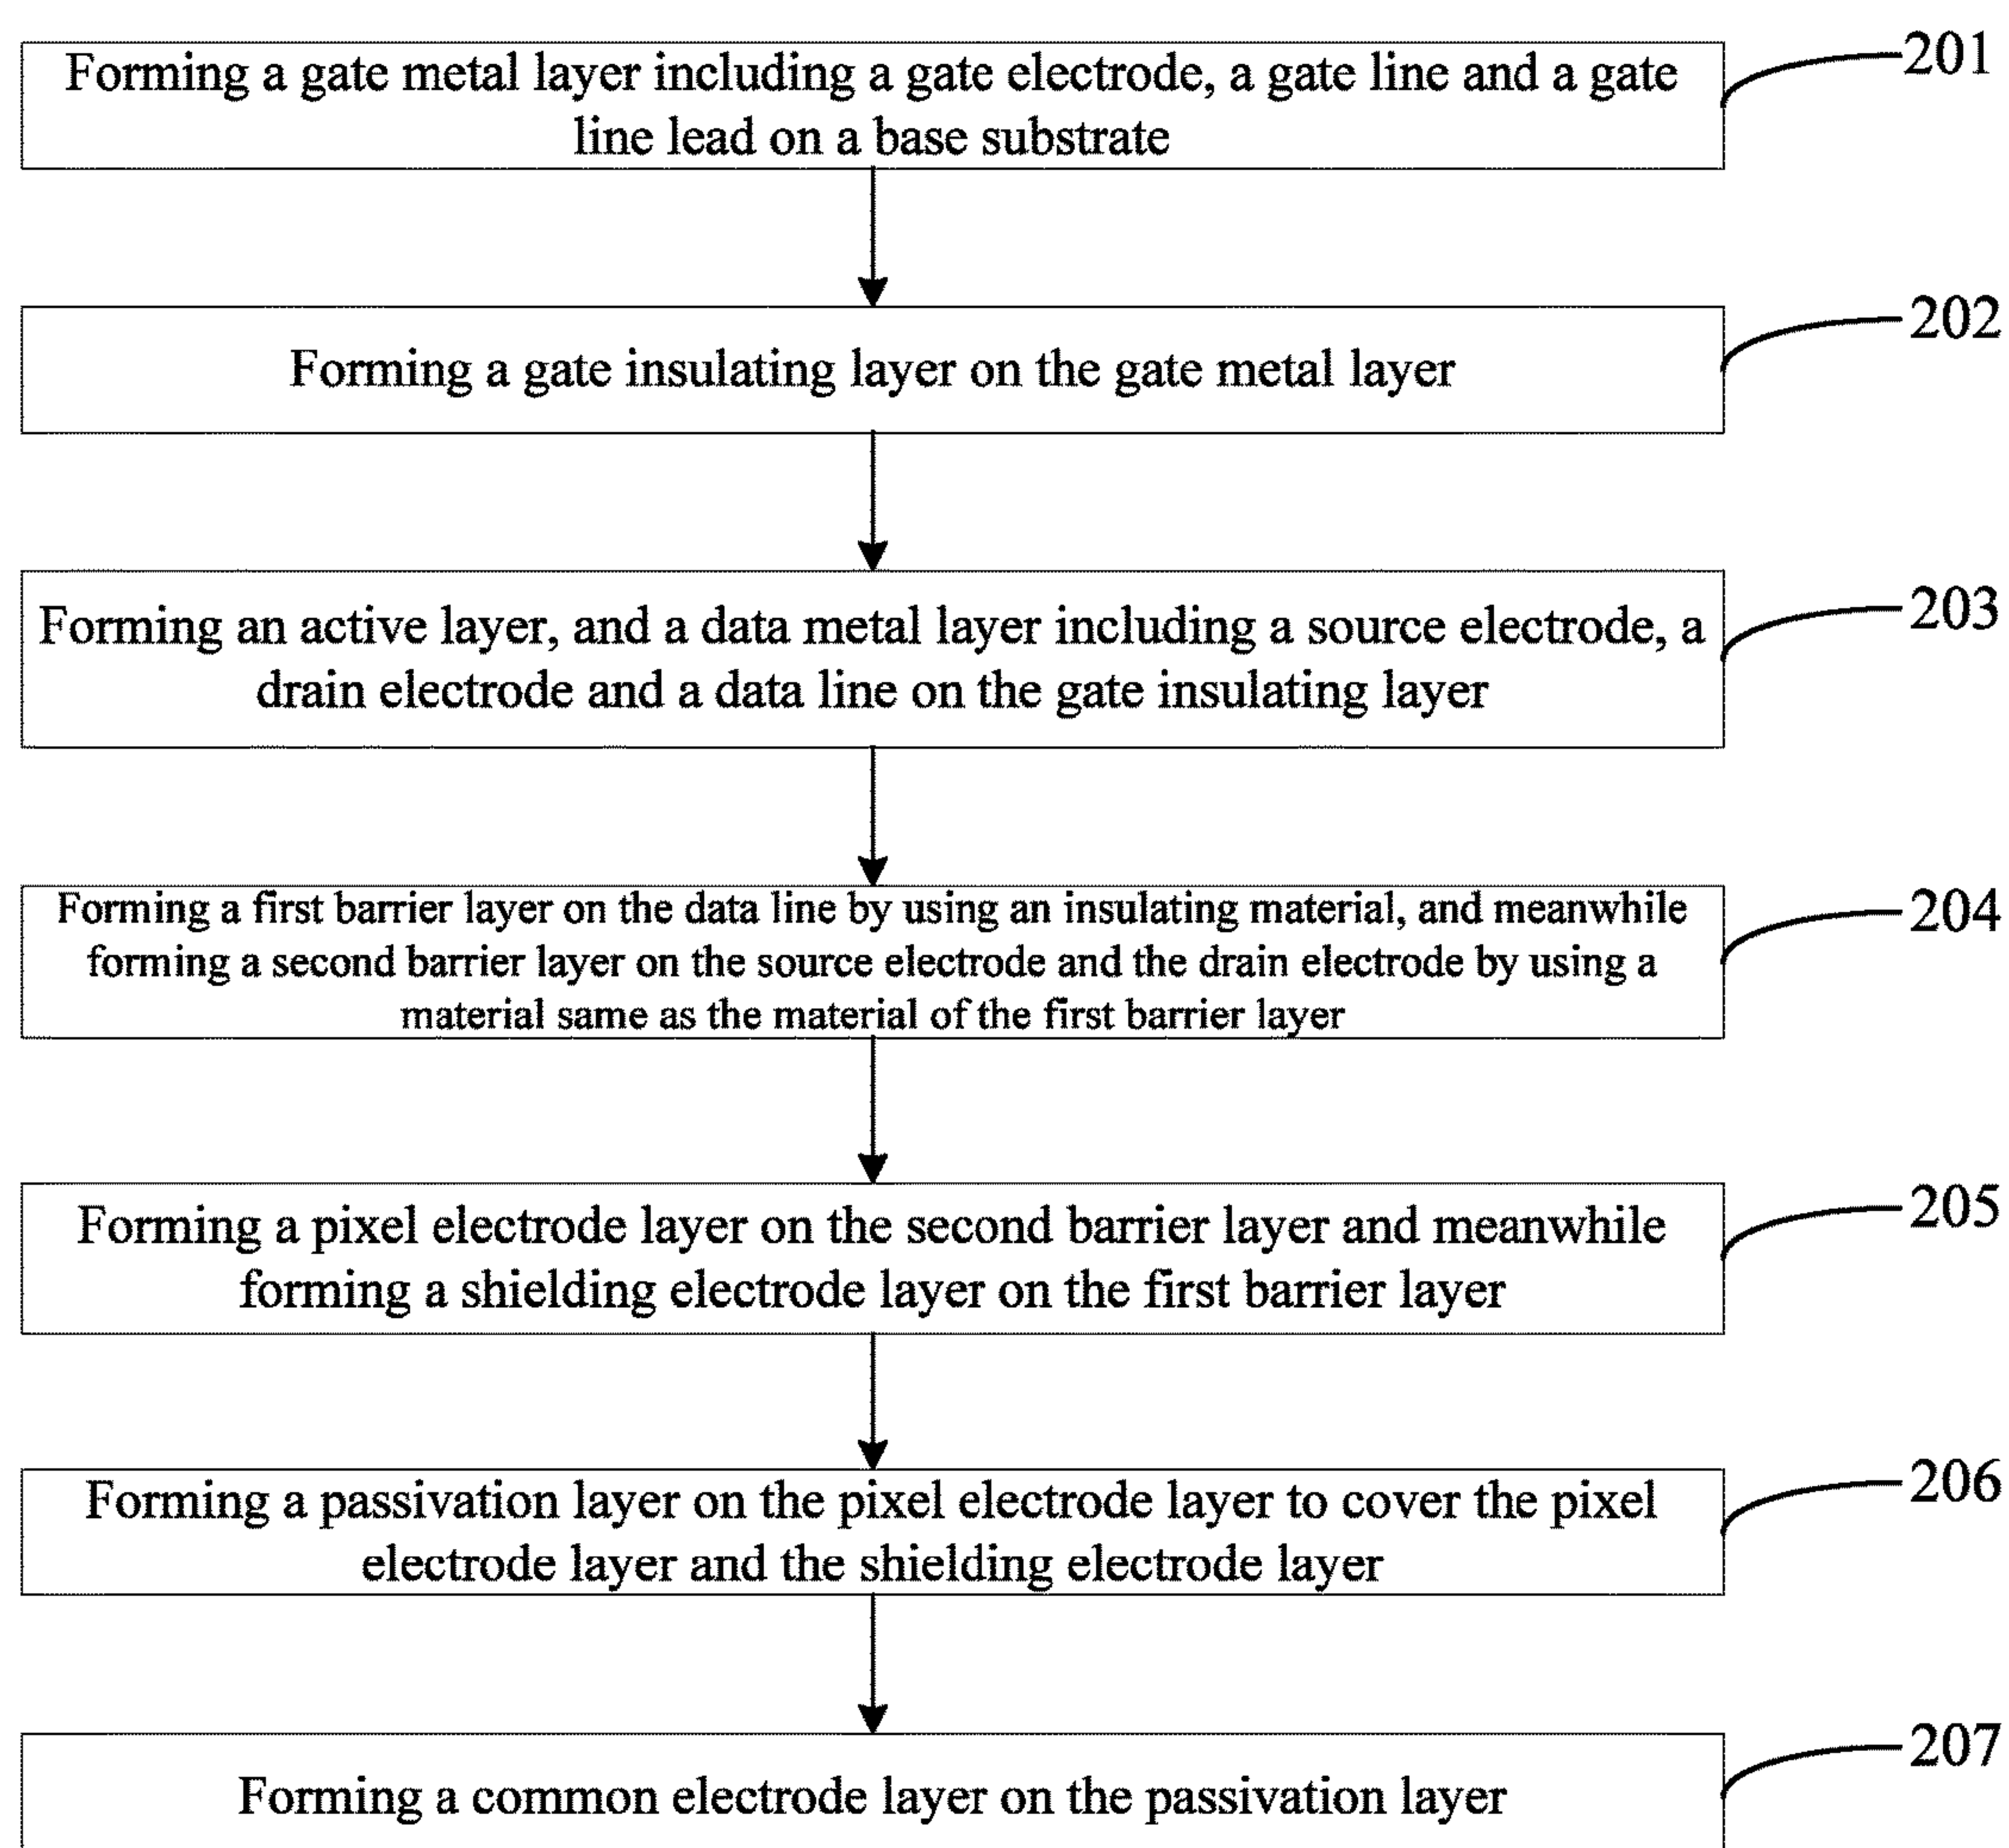 Forming a gate metal layer including a gate electrode, a gate line and a gate
line lead on a base substrate
201
Forming a gate insulating layer on the gate metal layer
202
Forming an active layer, and a data metal layer including a source electrode, a
drain electrode and a data line on the gate insulating layer
203
Forming a first barrier layer on the data line by using an insulating material, and meanwhile
forming a second barrier layer on the source electrode and the drain electrode by using a
material same as the material of the first barrier layer
204
Forming a pixel electrode layer on the second barrier layer and meanwhile
forming a shielding electrode layer on the first barrier layer
205
Forming a passivation layer on the pixel electrode layer to cover the pixel
electrode layer and the shielding electrode layer
206
Forming a common electrode layer on the passivation layer
207